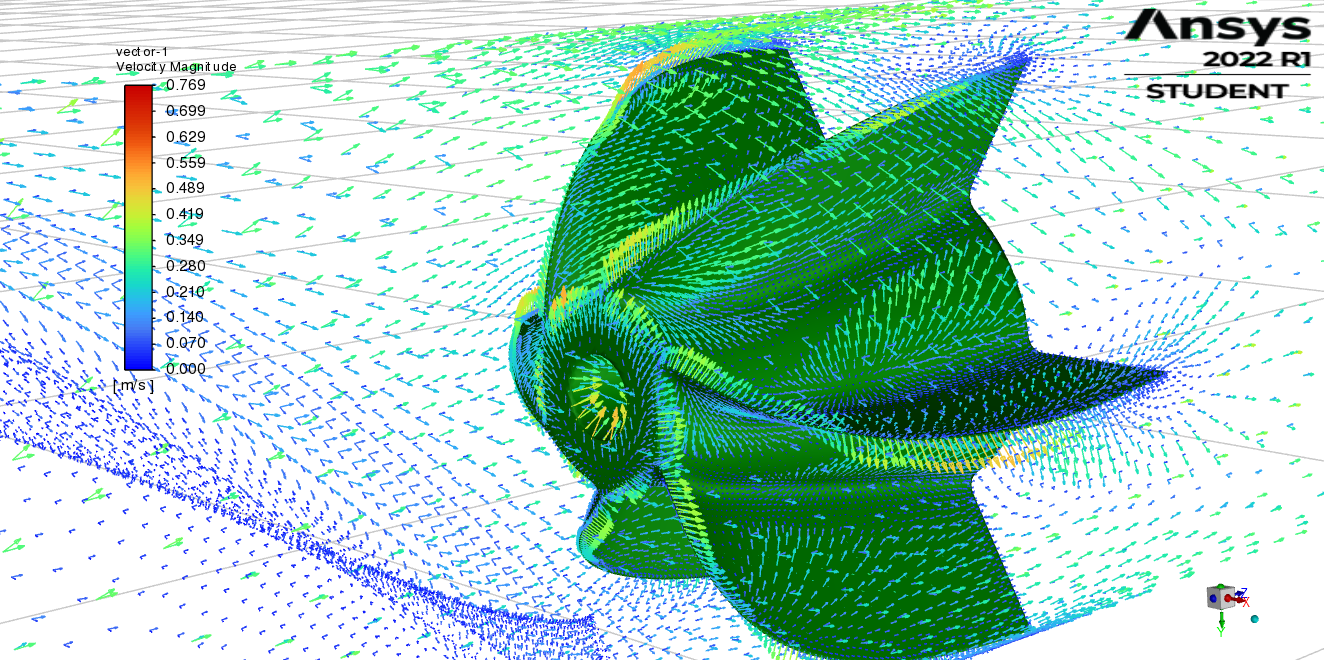 Ansys
2022 R1
STUDENT
vector-1
Velocity Magnitude
0.769
0.699
0.629
0.559
0.489
0.419
0.349
0.280
0.210
0.140
0.070
0.000
[m/s]
Z
X
Y